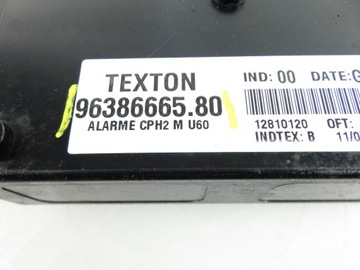 TEXTON
96386665.80
ALARME CPH2 M U60
IND: 00 DATE:G
12810120 OFT:
INDTEX: B 11/0